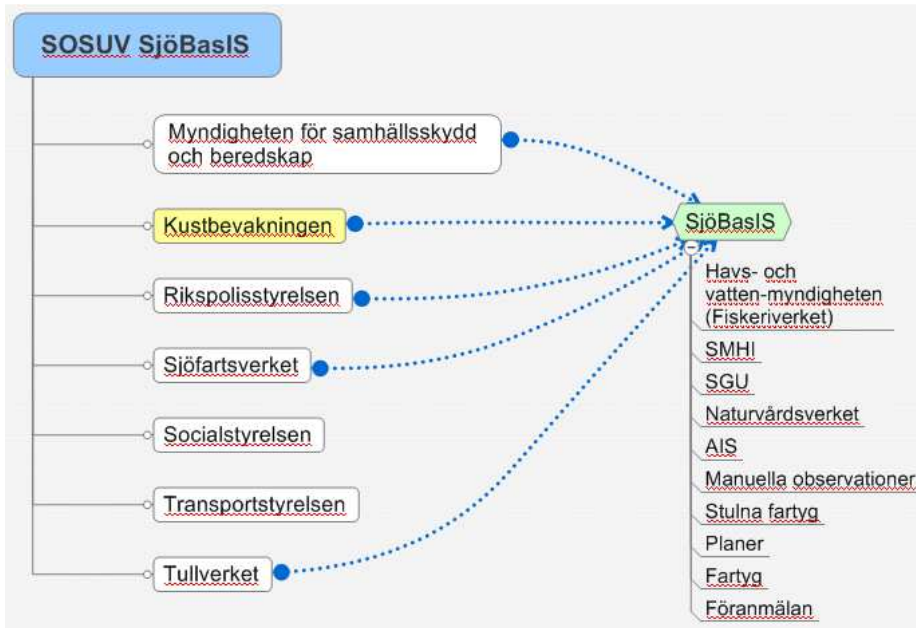 SOSUV SjöBasIS
Myndigheten för samhällsskydd
och beredskap
Kustbevakningen
Rikspolisstyrelsen
Sjöfartsverket
Socialstyrelsen
Transportstyrelsen
Tullverket
SjöBasIS
Havs- och
vatten-myndigheten
(Fiskeriverket)
SMHI
SGU
Naturvårdsverket
AIS
Manuella observationer
Stulna fartyg
Planer
Fartyg
Föranmälan